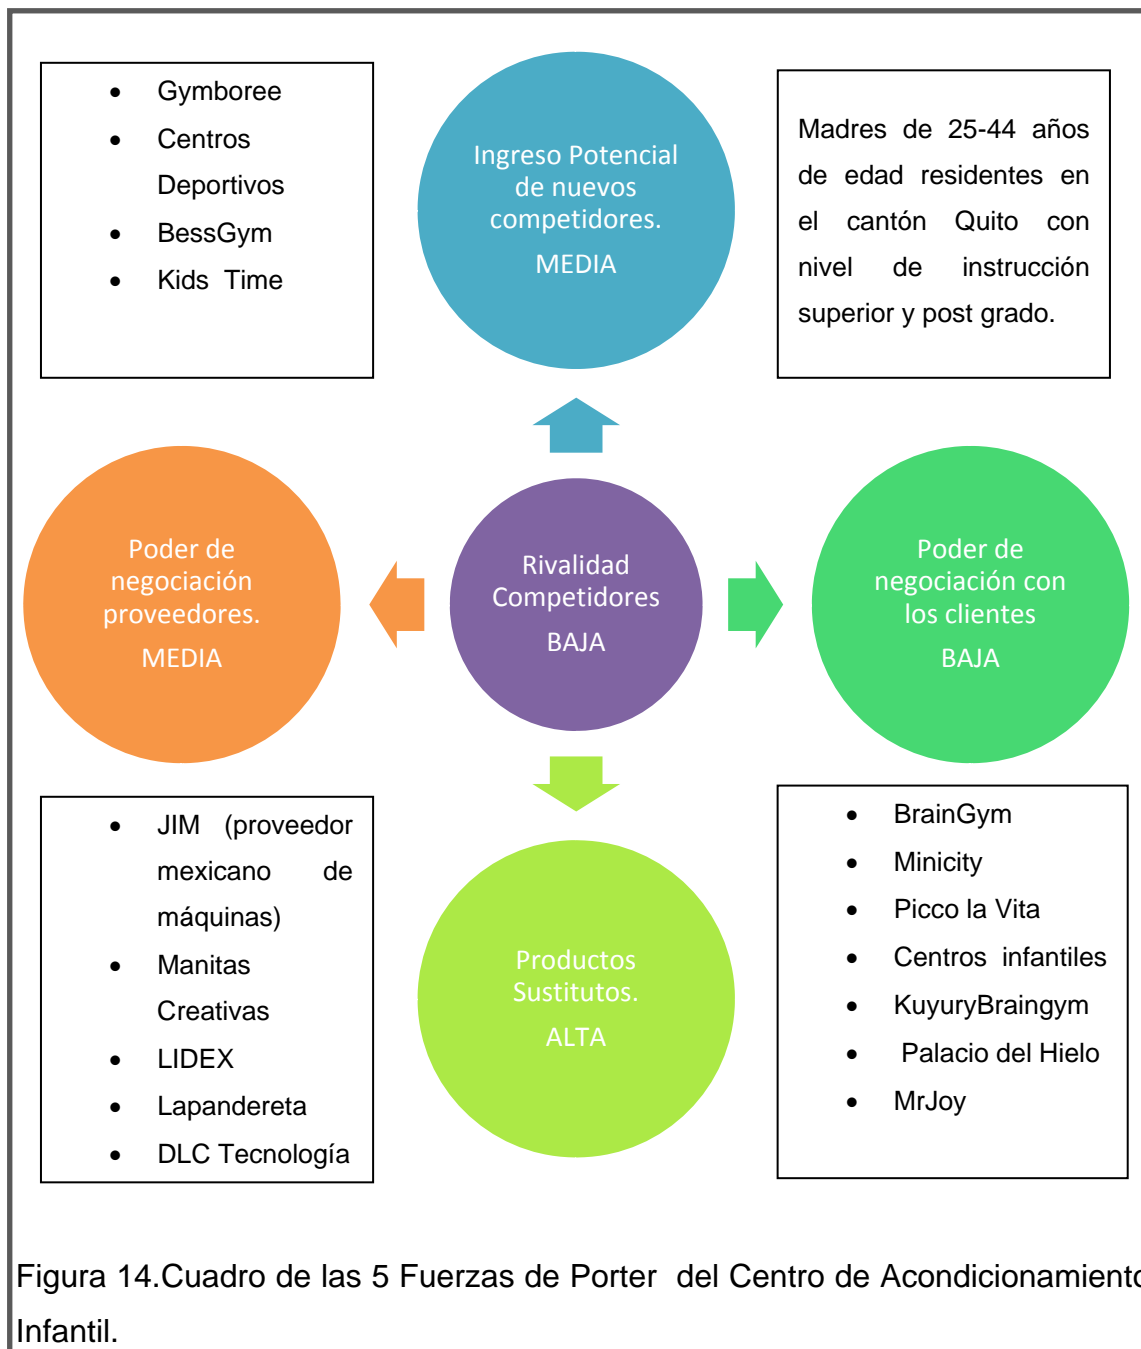 • Gymboree
• Centros
Deportivos
• BessGym
• Kids Time
Ingreso Potencial
de nuevos
competidores.
MEDIA
Madres de 25-44 años
de edad residentes en
el cantón Quito con
nivel de instrucción
superior y post grado.
Poder de
negociación
proveedores.
MEDIA
Rivalidad
Competidores
BAJA
Poder de
negociación con
los clientes
BAJA
• JIM (proveedor
mexicano de
máquinas)
• Manitas
Creativas
• LIDEX
• Lapandereta
• DLC Tecnología
Productos
Sustitutos.
ALTA
• BrainGym
• Minicity
• Picco la Vita
• Centros infantiles
• KuyuryBraingym
• Palacio del Hielo
• MrJoy
Figura 14.Cuadro de las 5 Fuerzas de Porter del Centro de Acondicionamiento
Infantil.